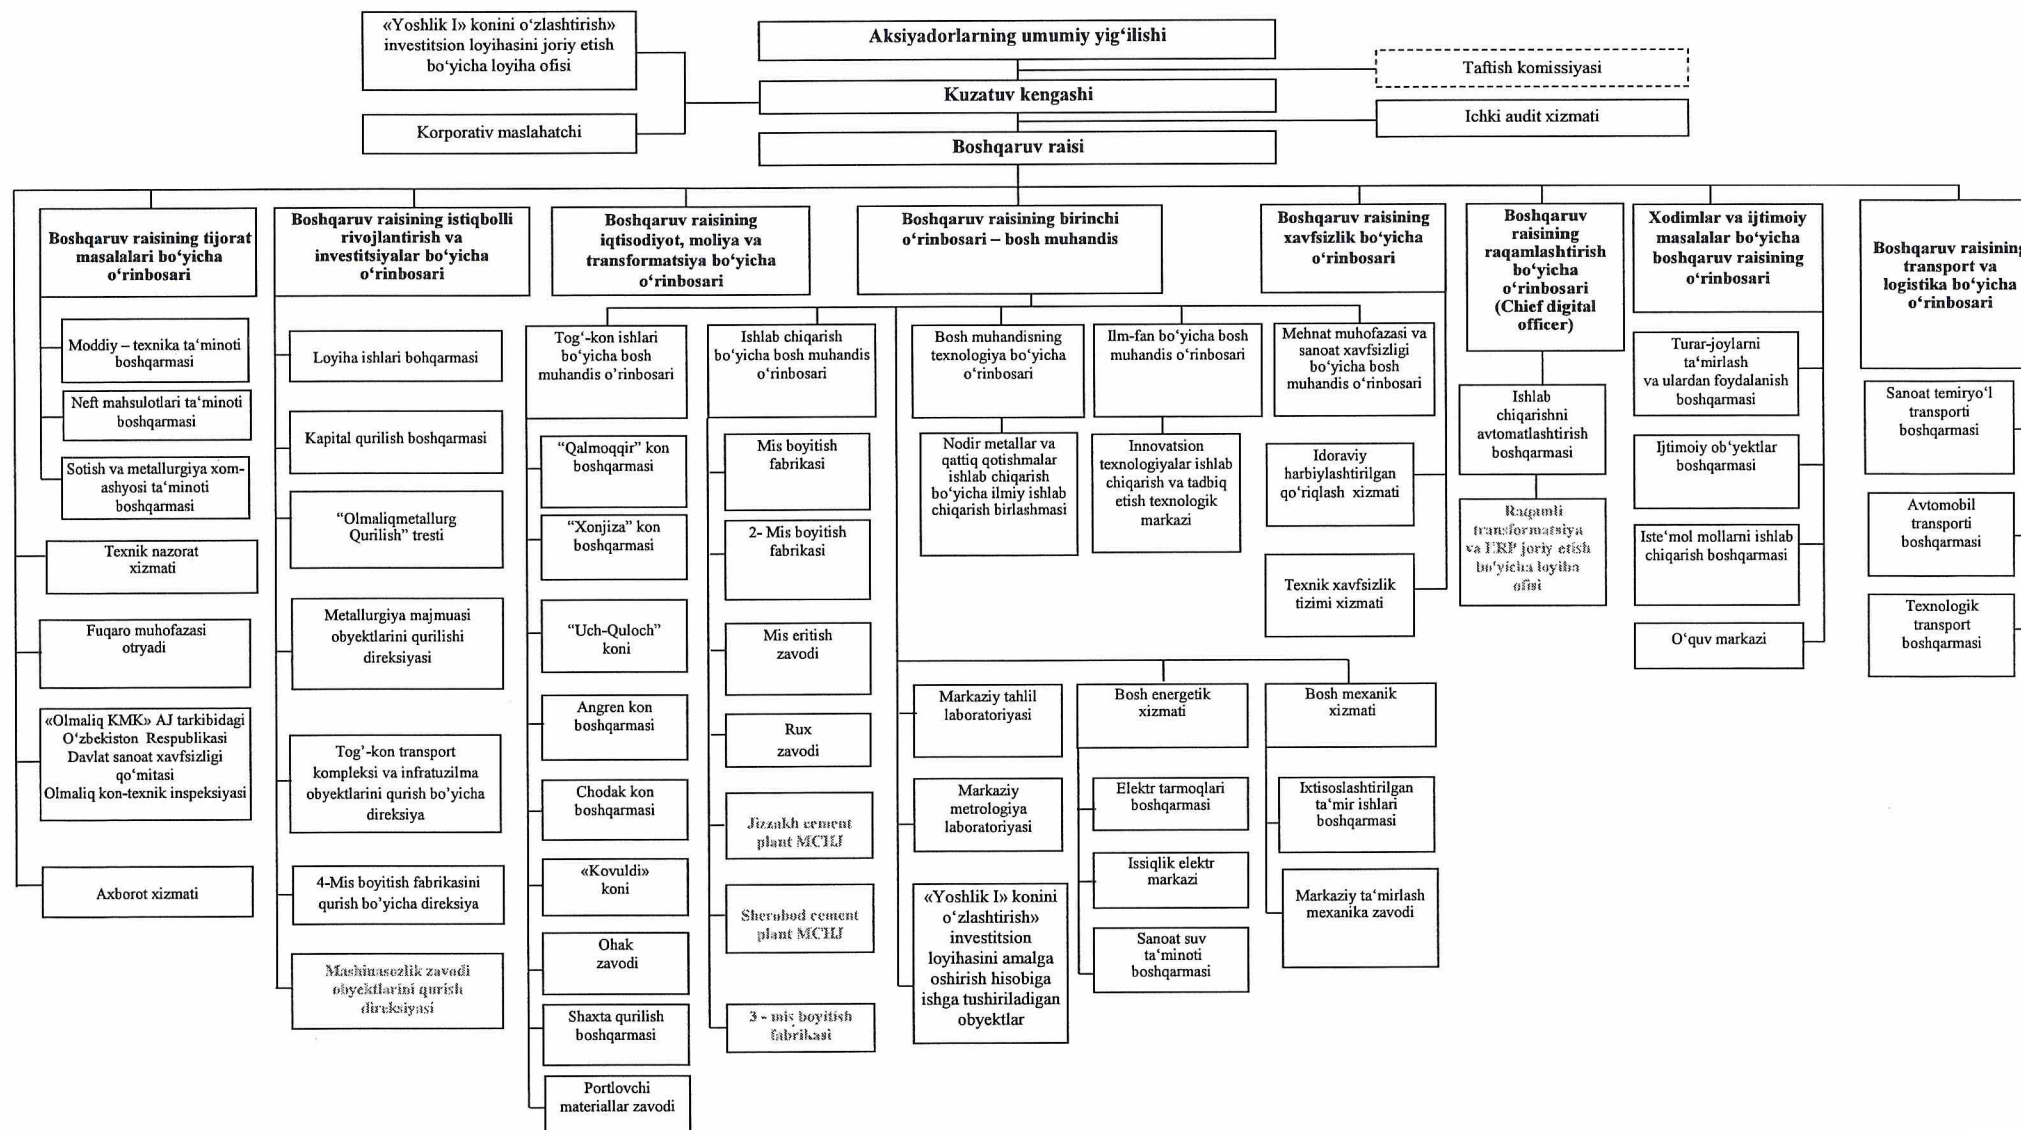 «Yoshlik I» konini o‘zlashtirish»
investitsion loyihasini joriy etish
bo‘yicha loyiha ofisi
Korporativ maslahatchi
Aksiyadorlarning umumiy yig‘ilishi
Kuzatuv kengashi
Boshqaruv raisi
Taftish komissiyasi
Ichki audit xizmati
Boshqaruv raisining tijorat
masalalari bo‘yicha
o‘rinbosari
Moddiy – texnika ta‘minoti
boshqarmasi
Neft mahsulotlari ta‘minoti
boshqarmasi
Sotish va metallurgiya xom-
ashyosi ta‘minoti
boshqarmasi
Texnik nazorat
xizmati
Fuqaro muhofazasi
otryadi
«Olmaliq KMK» AJ tarkibidagi
O‘zbekiston Respublikasi
Davlat sanoat xavfsizligi
qo‘mitasi
Olmaliq kon-texnik inspeksiyasi
Axborot xizmati
Boshqaruv raisining istiqbolli
rivojlantirish va
investitsiyalar bo‘yicha
o‘rinbosari
Loyiha ishlari bohqarmasi
Kapital qurilish boshqarmasi
“Olmaliqmetallurg
Qurilish” tresti
Metallurgiya majmuasi
obyektlarini qurilishi
direksiyasi
Tog’-kon transport
kompleksi va infratuzilma
obyektlarini qurish bo’yicha
direksiya
4-Mis boyitish fabrikasini
qurish bo’yicha direksiya
Mashinasozlik zavodi
obyektlarini qurish
direksiyasi
Boshqaruv raisining
iqtisodiyot, moliya va
transformatsiya bo‘yicha
o‘rinbosari
Boshqaruv raisining birinchi
o‘rinbosari – bosh muhandis
Tog‘-kon ishlari
bo‘yicha bosh
muhandis o’rinbosari
“Qalmoqqir” kon
boshqarmasi
“Xonjiza” kon
boshqarmasi
“Uch-Quloch”
koni
Angren kon
boshqarmasi
Chodak kon
boshqarmasi
«Kovuldi»
koni
Ohak
zavodi
Shaxta qurilish
boshqarmasi
Portlovchi
materiallar zavodi
Ishlab chiqarish
bo‘yicha bosh muhandis
o‘rinbosari
Mis boyitish
fabrikasi
2- Mis boyitish
fabrikasi
Mis eritish
zavodi
Rux
zavodi
Jizzakh cement
plant MCHJ
Sherobod cement
plant MCHJ
3 - mis boyitish
fabrikasi
Bosh muhandisning
texnologiya bo‘yicha
o‘rinbosari
Nodir metallar va
qattiq qotishmalar
ishlab chiqarish
bo‘yicha ilmiy ishlab
chiqarish birlashmasi
Ilm-fan bo‘yicha bosh
muhandis o‘rinbosari
Innovatsion
texnologiyalar ishlab
chiqarish va tadbiq
etish texnologik
markazi
Mehnat muhofazasi va
sanoat xavfsizligi
bo‘yicha bosh
muhandis o‘rinbosari
Markaziy tahlil
laboratoriyasi
Markaziy
metrologiya
laboratoriyasi
«Yoshlik I» konini
o‘zlashtirish»
investitsion
loyihasini amalga
oshirish hisobiga
ishga tushiriladigan
obyektlar
Bosh energetik
xizmati
Elektr tarmoqlari
boshqarmasi
Issiqlik elektr
markazi
Sanoat suv
ta‘minoti
boshqarmasi
Bosh mexanik
xizmati
Ixtisoslashtirilgan
ta‘mir ishlari
boshqarmasi
Markaziy ta‘mirlash
mexanika zavodi
Boshqaruv raisining
xavfsizlik bo‘yicha
o‘rinbosari
Idoraviy
harbiylashtirilgan
qo‘riqlash xizmati
Texnik xavfsizlik
tizimi xizmati
Boshqaruv
raisining
raqamlashtirish
bo‘yicha
o‘rinbosari
(Chief digital
officer)
Ishlab
chiqarishni
avtomatlashtirish
boshqarmasi
Raqamli
transformatsiya
va ERP joriy etish
bo‘yicha loyiha
ofisi
Xodimlar va ijtimoiy
masalalar bo‘yicha
boshqaruv raisining
o‘rinbosari
Turar-joylarni
ta‘mirlash
va ulardan foydalanish
boshqarmasi
Ijtimoiy ob‘yektlar
boshqarmasi
Iste‘mol mollarni ishlab
chiqarish boshqarmasi
O‘quv markazi
Boshqaruv raisining
transport va
logistika bo‘yicha
o‘rinbosari
Sanoat temiryo‘l
transporti
boshqarmasi
Avtomobil
transporti
boshqarmasi
Texnologik
transport
boshqarmasi